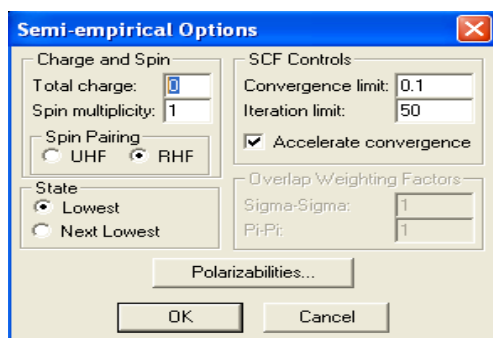 Semi-empirical Options
Charge and Spin
Total charge: 0
Spin multiplicity: 1
Spin Pairing
UHF RHF
State
Lowest
Next Lowest
SCF Controls
Convergence limit: 0.1
Iteration limit: 50
Accelerate convergence
Overlap Weighting Factors
Sigma-Sigma: 1
Pi-Pi: 1
Polarizabilities...
OK Cancel